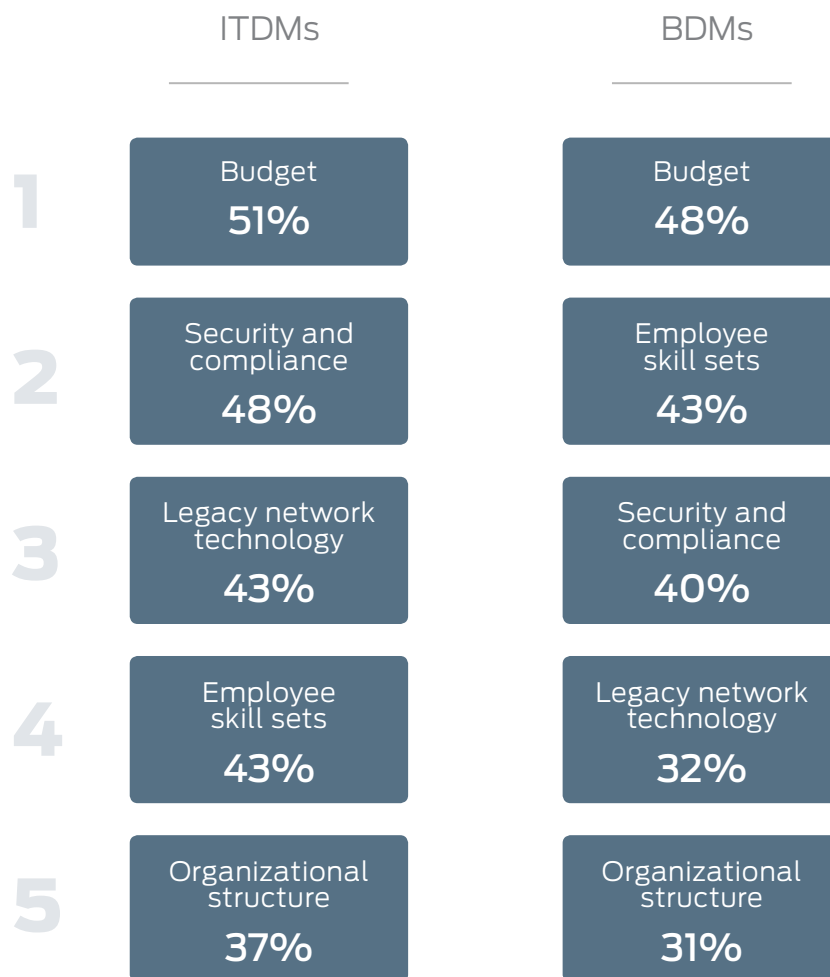 ITDMs
BDMs
1
Budget
51%
Budget
48%
2
Security and
compliance
48%
Employee
skill sets
43%
3
Legacy network
technology
43%
Security and
compliance
40%
4
Employee
skill sets
43%
Legacy network
technology
32%
5
Organizational
structure
37%
Organizational
structure
31%